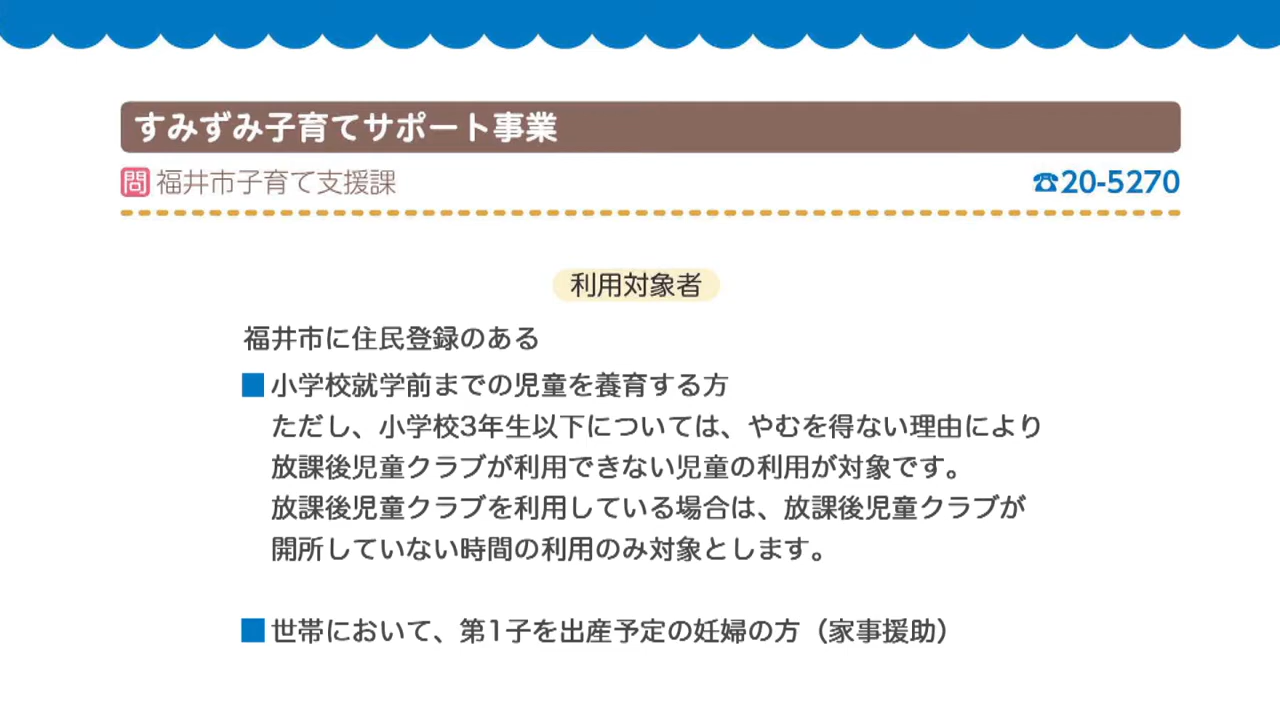 すみずみ子育てサポート事業
問 福井市子育て支援課 ☎20-5270
利用対象者
福井市に住民登録のある
■小学校就学前までの児童を養育する方
ただし、小学校3年生以下については、やむを得ない理由により
放課後児童クラブが利用できない児童の利用が対象です。
放課後児童クラブを利用している場合は、放課後児童クラブが
開所していない時間の利用のみ対象とします。
■世帯において、第1子を出産予定の妊婦の方（家事援助）